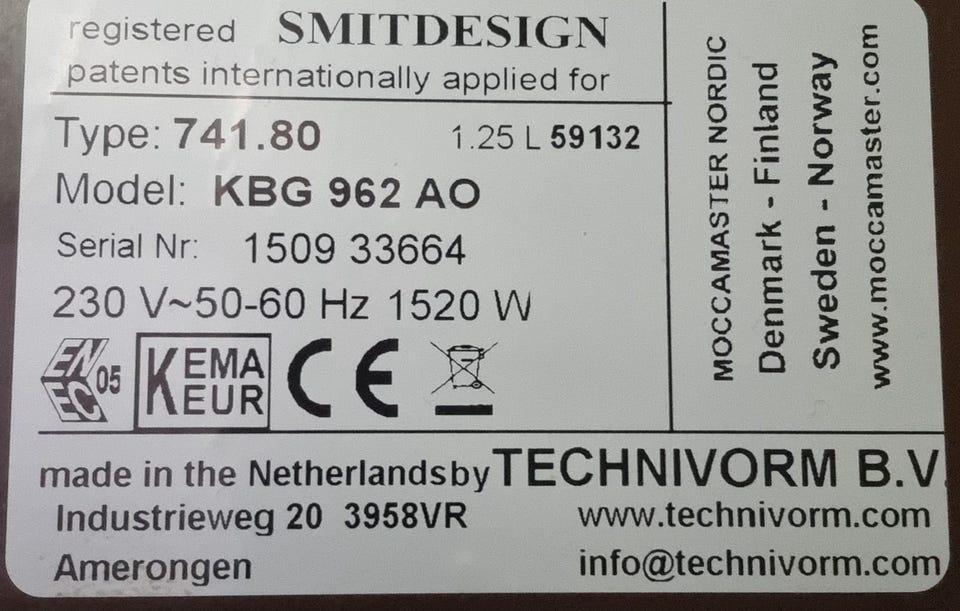 registered SMITDESIGN
patents internationally applied for
Type: 741.80 1.25 L 59132
Model: KBG 962 AO
Serial Nr: 1509 33664
230 V~50-60 Hz 1520 W
ENEC 05 KEMA KEUR CE
MOCCAMASTER NORDIC
Denmark - Finland
Sweden - Norway
www.moccamaster.com
made in the Netherlandsby TECHNIVORM B.V
Industrieweg 20 3958VR www.technivorm.com
Amerongen info@technivorm.com